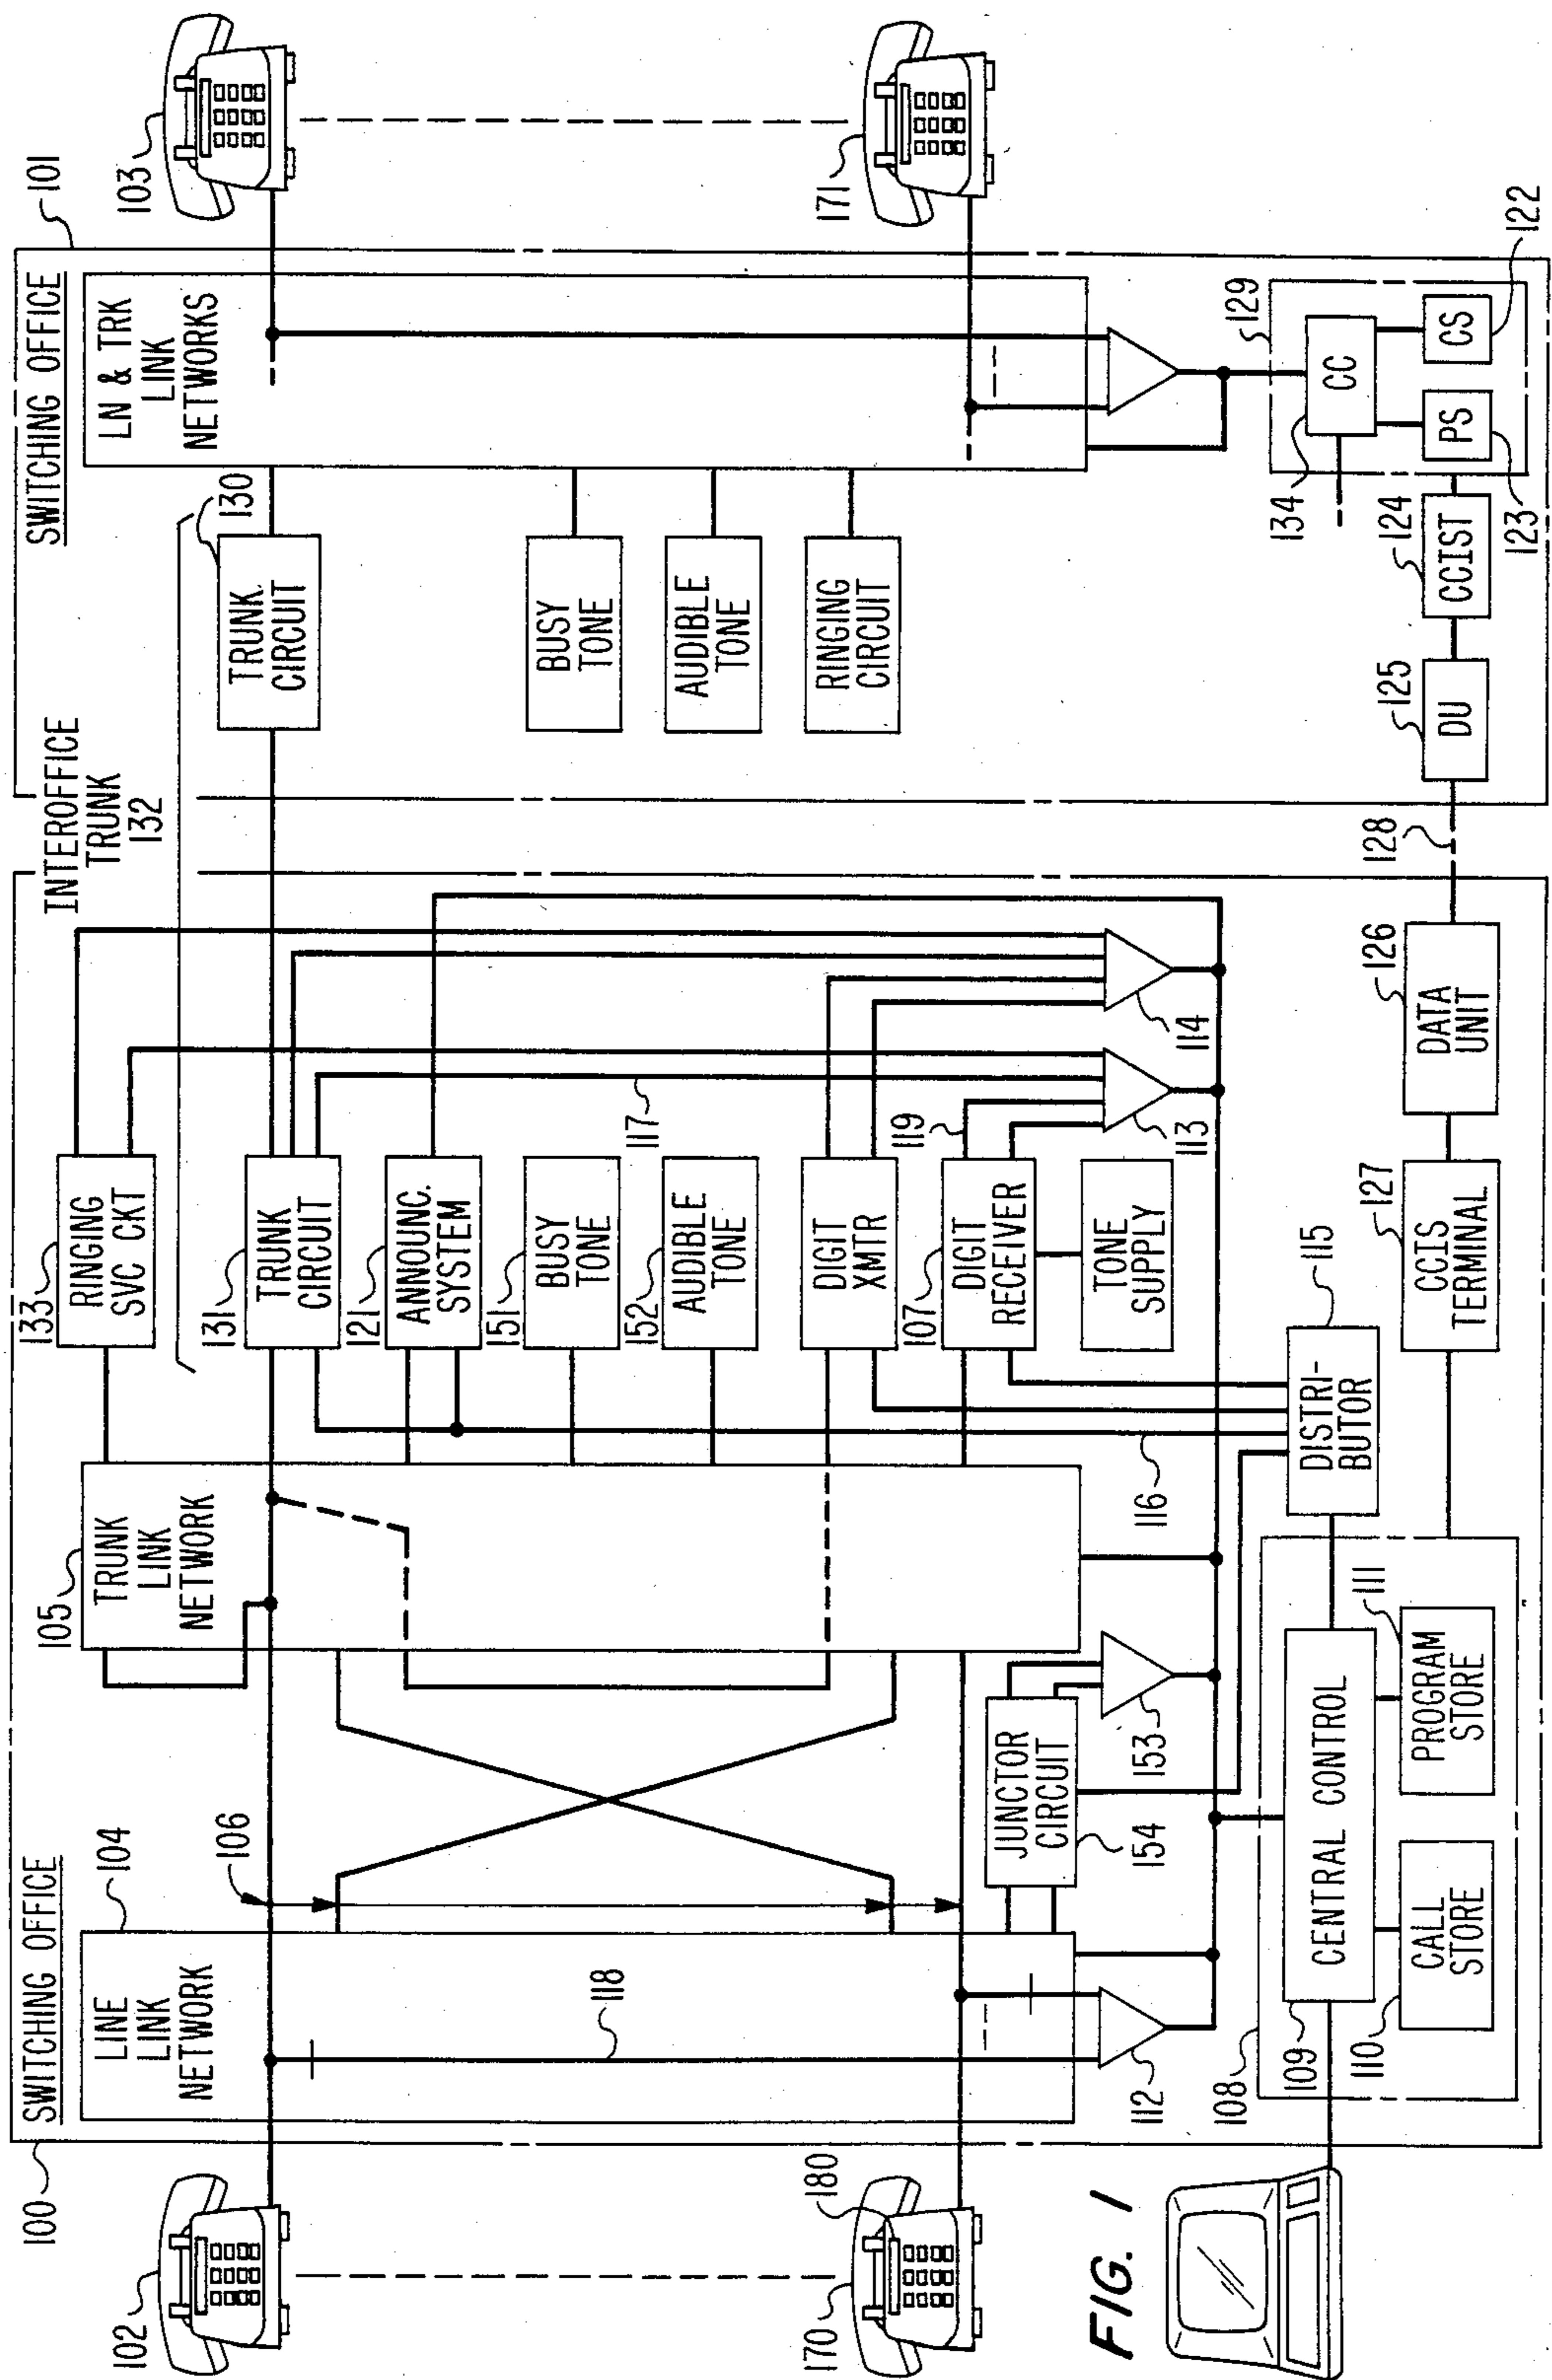 SWITCHING OFFICE
100
LINE
LINK
NETWORK
104
106
105
TRUNK
LINK
NETWORK
133
RINGING
SVC CKT
131
TRUNK
CIRCUIT
121
ANNOUNC.
SYSTEM
151
BUSY
TONE
152
AUDIBLE
TONE
DIGIT
XMTR
107
DIGIT
RECEIVER
TONE
SUPPLY
117
119
113
114
116
118
112
JUNCTOR
CIRCUIT
154
153
115
DISTRI-
BUTOR
108
109
CENTRAL CONTROL
110
CALL
STORE
111
PROGRAM
STORE
127
CCIS
TERMINAL
126
DATA
UNIT
128
102
170
180
INTEROFFICE
TRUNK
132
SWITCHING OFFICE
101
LN & TRK
LINK
NETWORKS
130
TRUNK
CIRCUIT
BUSY
TONE
AUDIBLE
TONE
RINGING
CIRCUIT
125
DU
124
CCIST
134
129
CC
PS
CS
123
122
103
171
FIG. 1